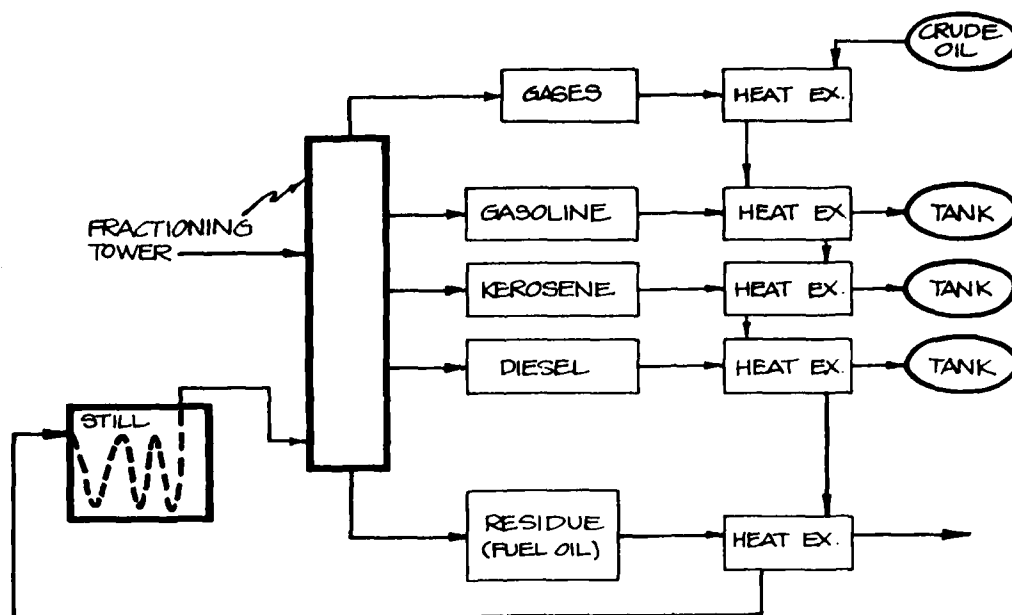 CRUDE
OIL
GASES
HEAT EX.
FRACTIONING
TOWER
GASOLINE
HEAT EX
TANK
KEROSENE
HEAT EX.
TANK
DIESEL
HEAT EX.
TANK
STILL
RESIDUE
(FUEL OIL)
HEAT EX.